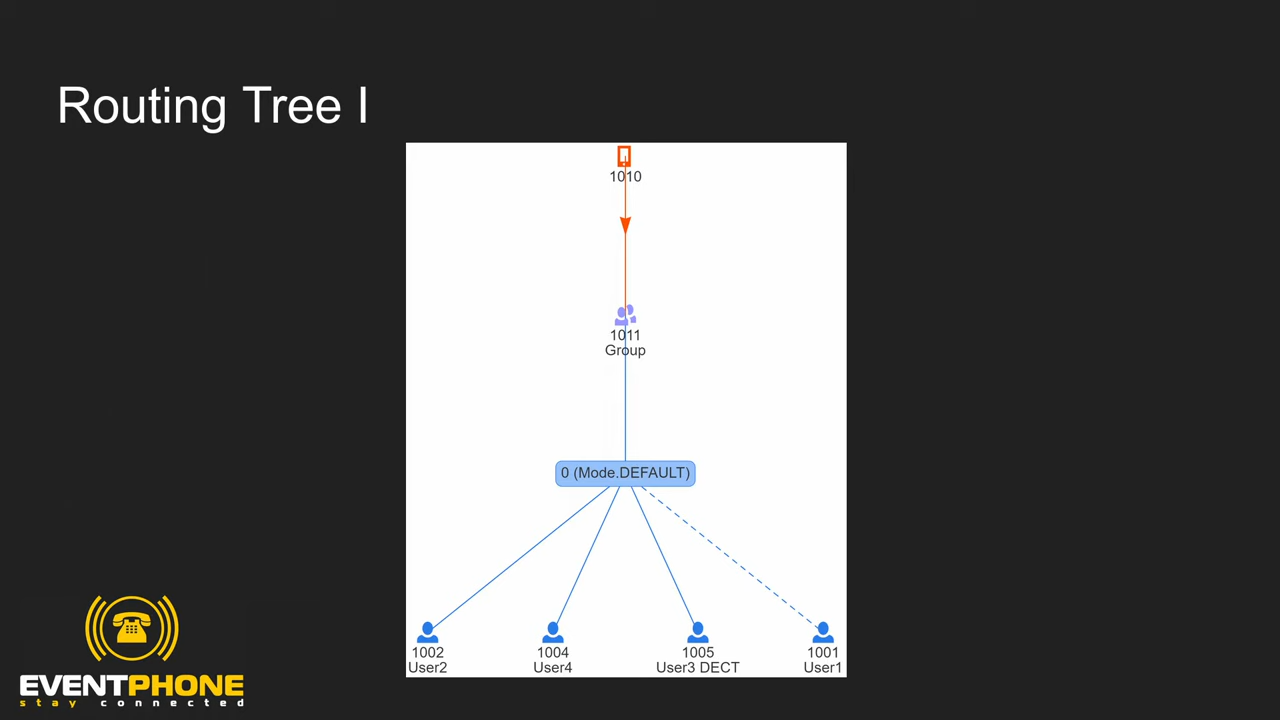 Routing Tree I
1010
1011
Group
0 (Mode.DEFAULT)
1002
User2
1004
User4
1005
User3 DECT
1001
User1
EVENTPHONE
stay connected